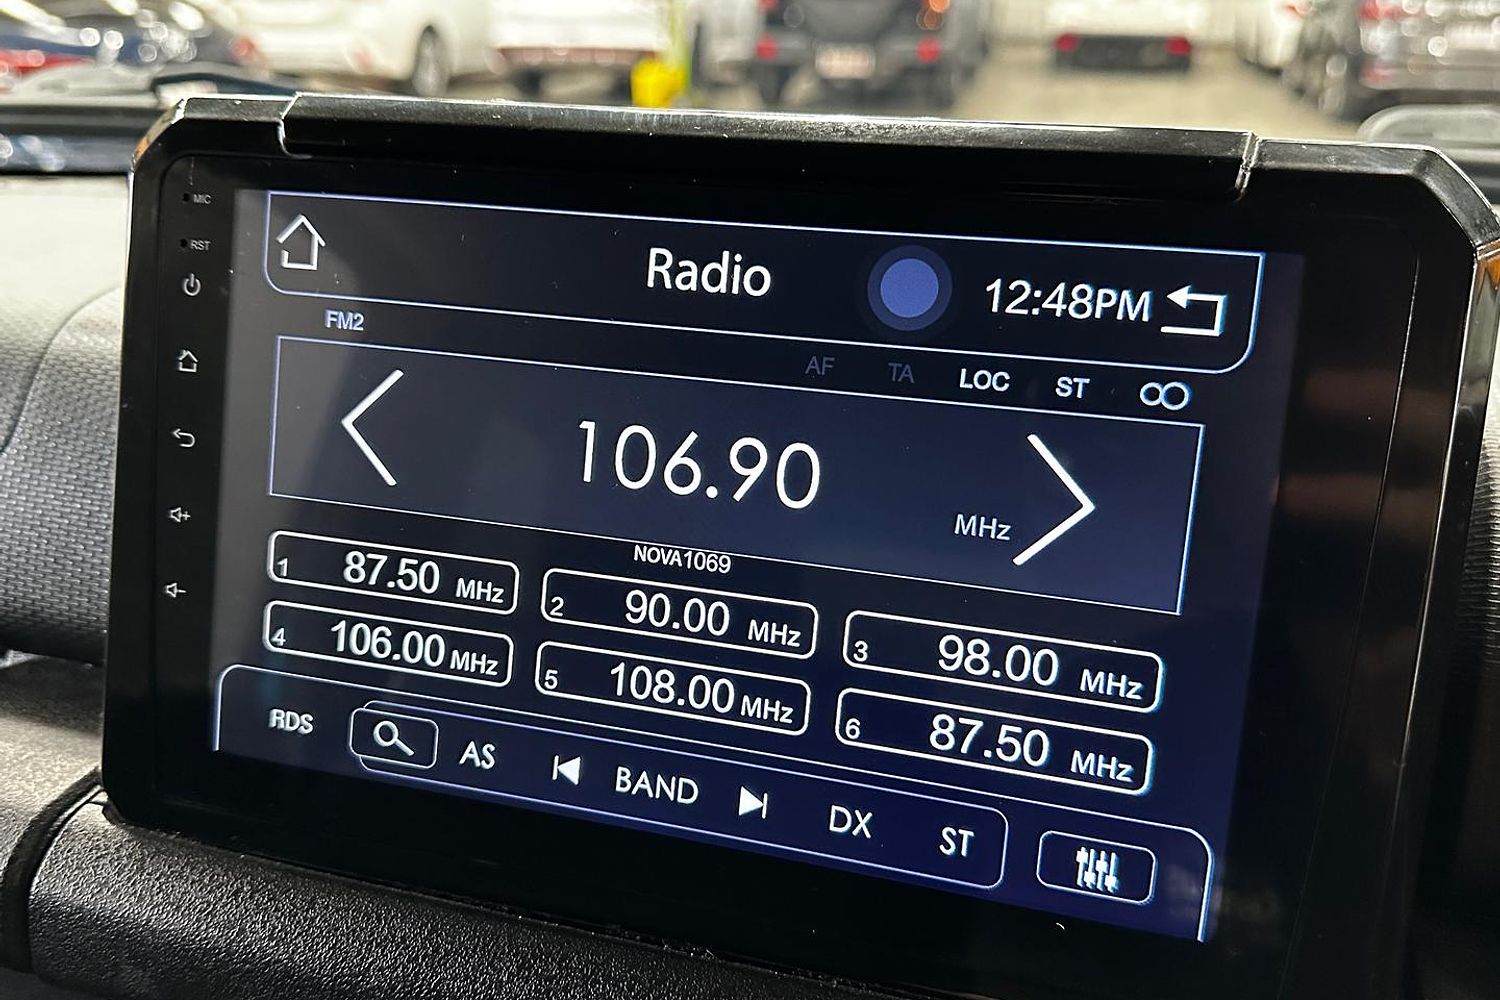 MIC
RST
Radio
12:48PM
FM2
AF TA LOC ST
106.90
MHz
NOVA1069
1 87.50 MHz
2 90.00 MHz
3 98.00 MHz
4 106.00 MHz
5 108.00 MHz
6 87.50 MHz
RDS AS BAND DX ST